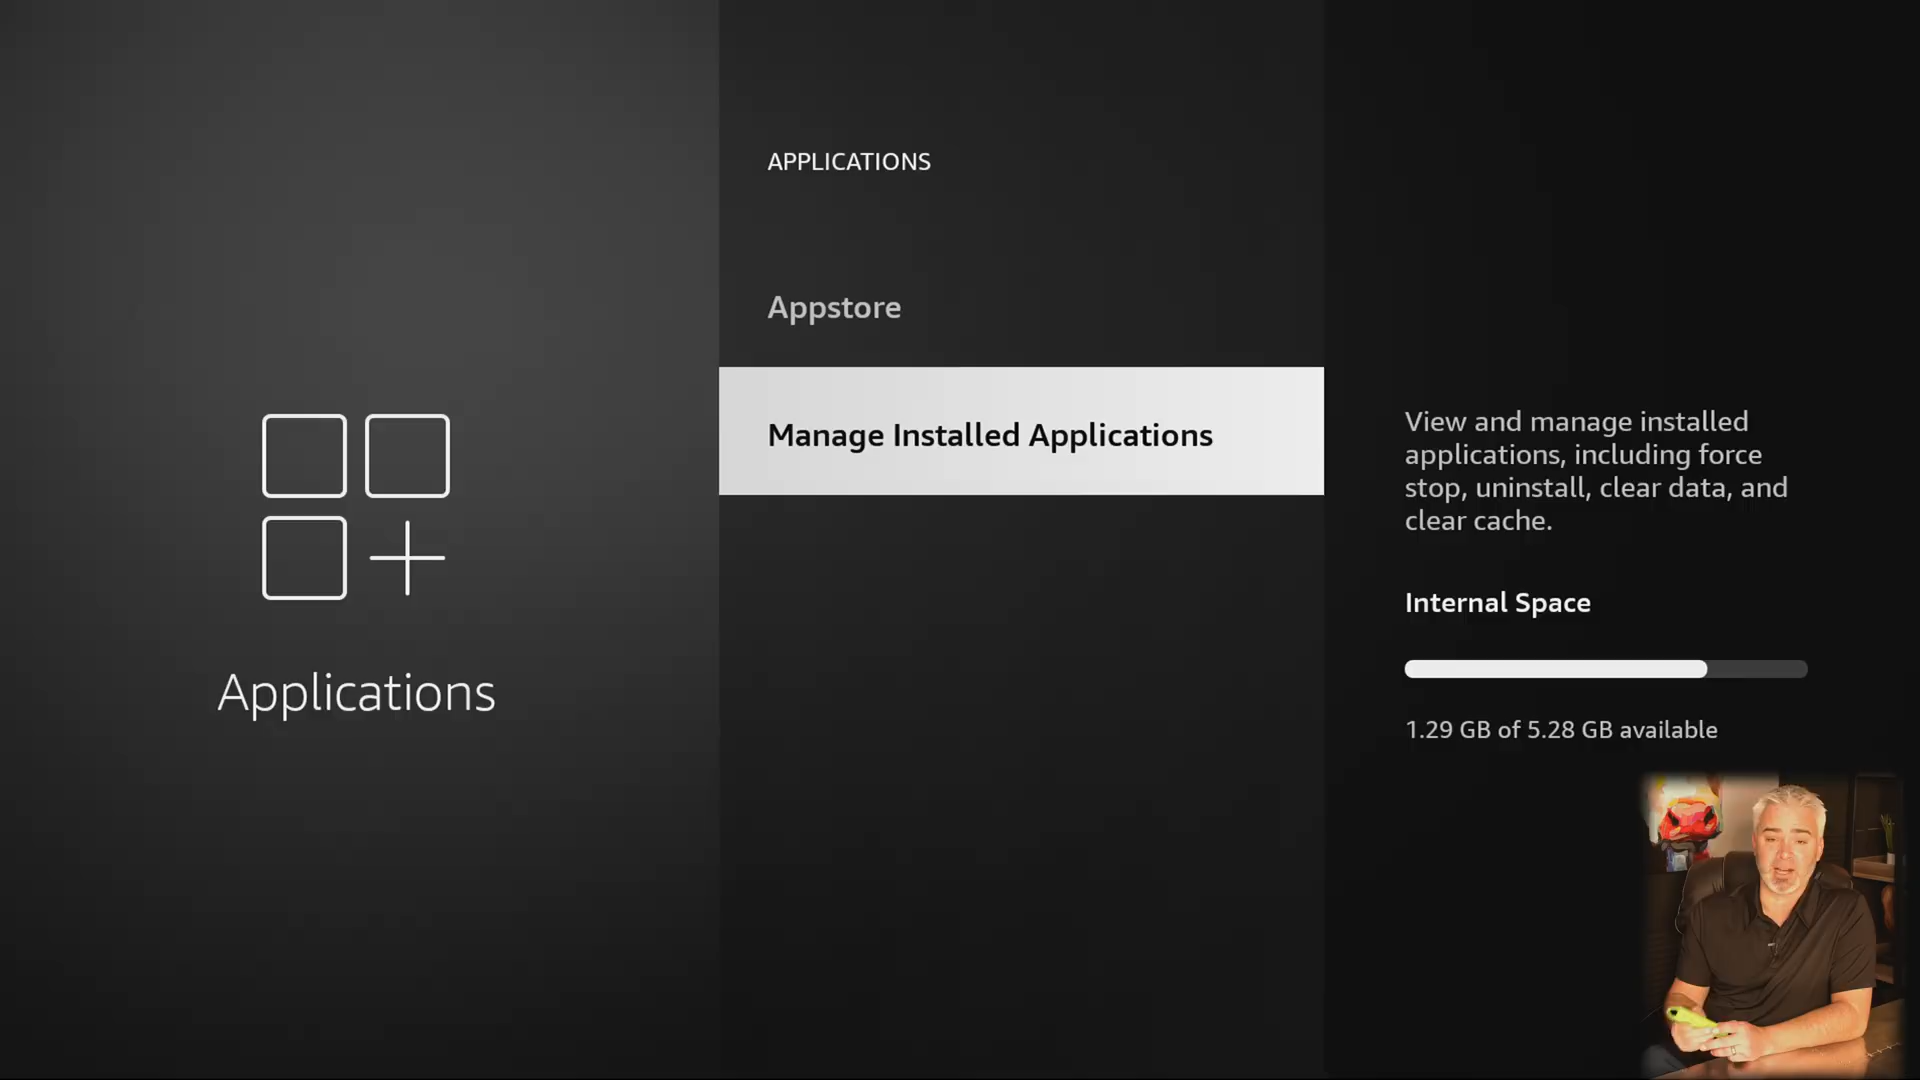 Applications
APPLICATIONS
Appstore
Manage Installed Applications
View and manage installed
applications, including force
stop, uninstall, clear data, and
clear cache.
Internal Space
1.29 GB of 5.28 GB available